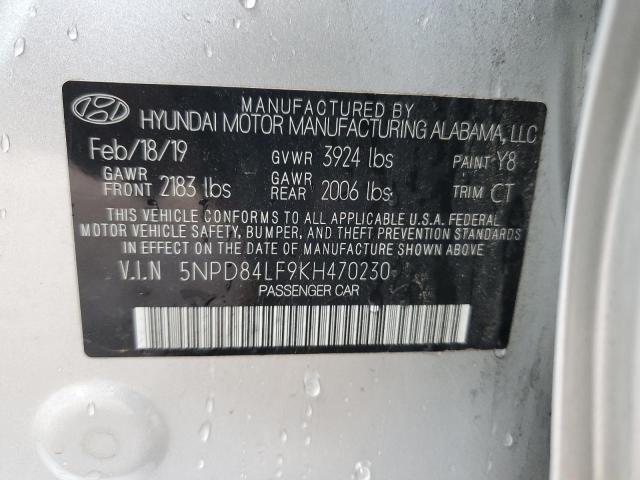 MANUFACTURED BY
HYUNDAI MOTOR MANUFACTURING ALABAMA, LLC
Feb/18/19 GVWR 3924 lbs PAINT Y8
GAWR FRONT 2183 lbs GAWR REAR 2006 lbs TRIM CT
THIS VEHICLE CONFORMS TO ALL APPLICABLE U.S.A. FEDERAL
MOTOR VEHICLE SAFETY, BUMPER, AND THEFT PREVENTION STANDARDS
IN EFFECT ON THE DATE OF MANUFACTURE SHOWN ABOVE.
V.I.N 5NPD84LF9KH470230
PASSENGER CAR